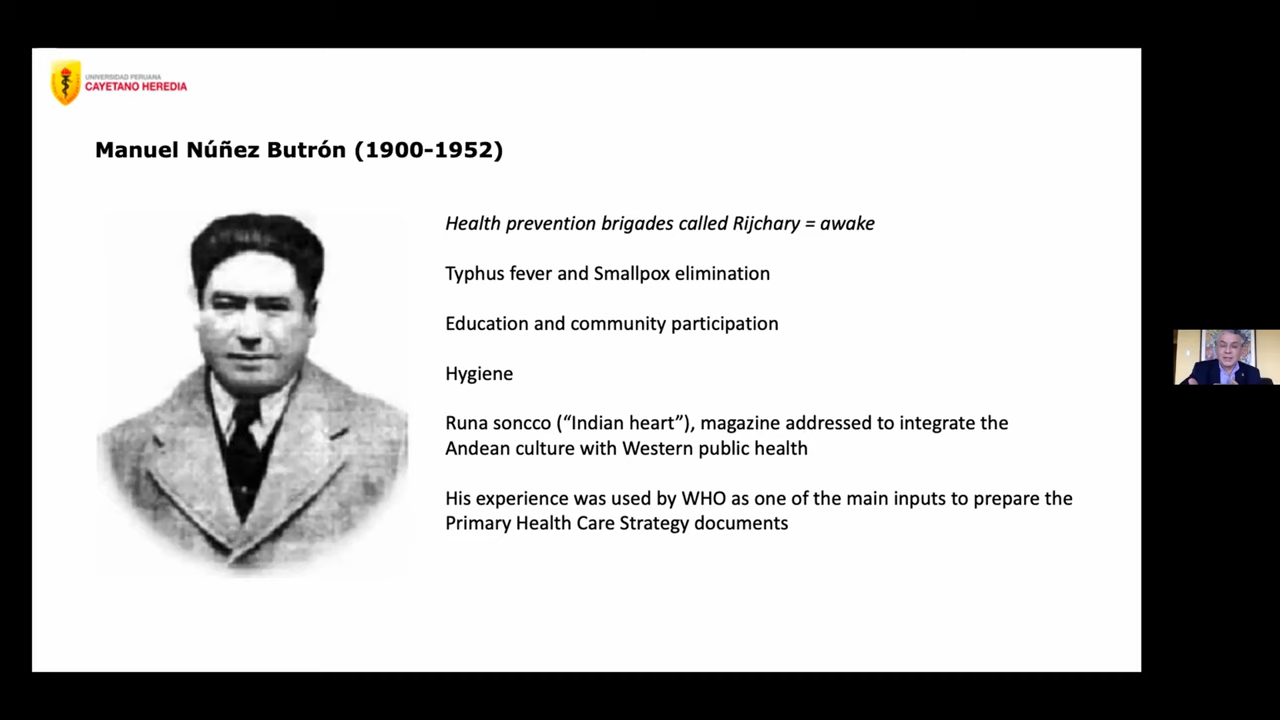 UNIVERSIDAD PERUANA
CAYETANO HEREDIA
Manuel Núñez Butrón (1900-1952)
Health prevention brigades called Rijchary = awake
Typhus fever and Smallpox elimination
Education and community participation
Hygiene
Runa soncco (“Indian heart”), magazine addressed to integrate the
Andean culture with Western public health
His experience was used by WHO as one of the main inputs to prepare the
Primary Health Care Strategy documents